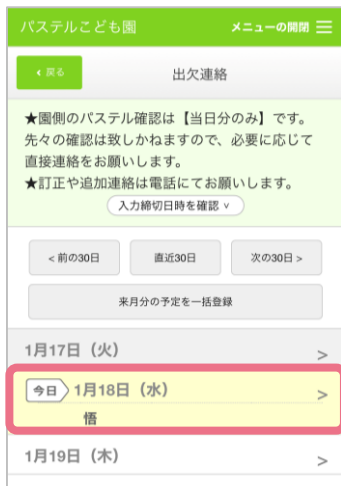 パステルこども園 メニューの開閉
< 戻る 出欠連絡
★園側のパステル確認は【当日分のみ】です。
先々の確認は致しかねますので、必要に応じて
直接連絡をお願いします。
★訂正や追加連絡は電話にてお願いします。
入力締切日時を確認 ∨
< 前の30日 直近30日 次の30日 >
来月分の予定を一括登録
1月17日（火） >
今日 1月18日（水） >
悟
1月19日（木） >